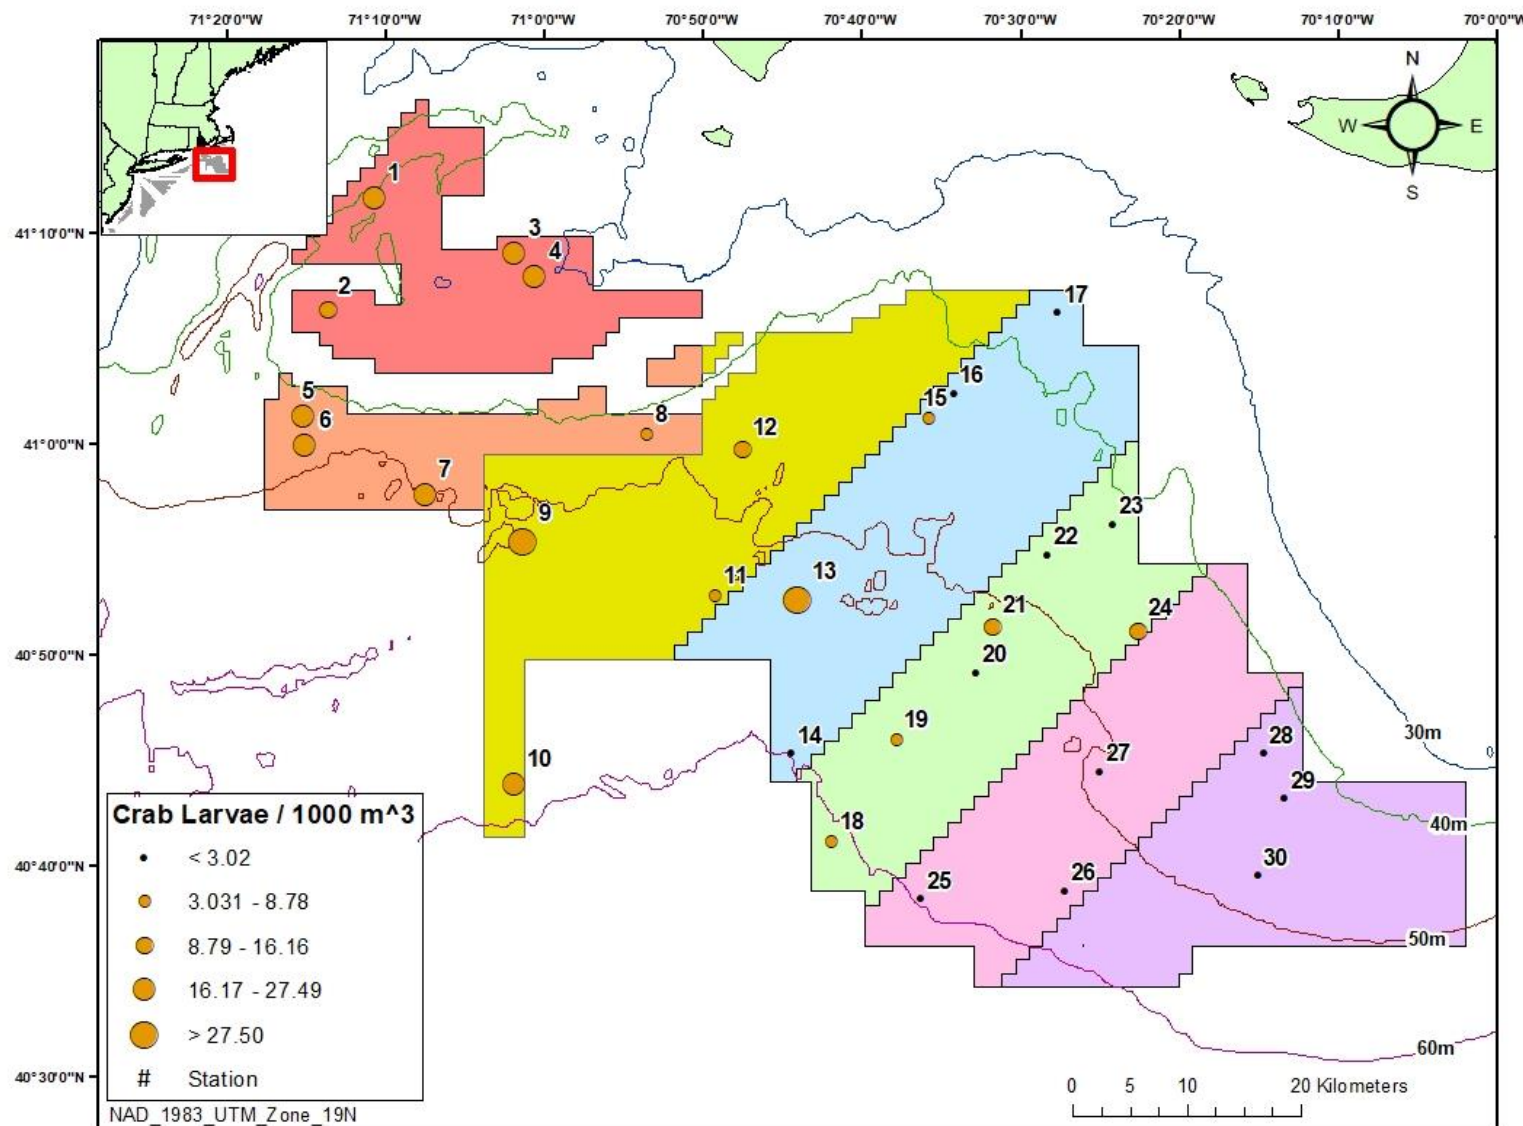 71°20'0"W 71°10'0"W 71°0'0"W 70°50'0"W 70°40'0"W 70°30'0"W 70°20'0"W 70°10'0"W 70°0'0"W
N
W E
S
1
41°10'0"N
3
4
2
17
5
16
6
15
8
12
41°0'0"N
7
23
9
22
11
13
21
24
20
40°50'0"N
19
14
28
30m
10
27
29
Crab Larvae / 1000 m^3
< 3.02
3.031 - 8.78
8.79 - 16.16
16.17 - 27.49
> 27.50
# Station
18
40m
40°40'0"N
30
25
26
50m
60m
40°30'0"N
0 5 10 20 Kilometers
NAD_1983_UTM_Zone_19N